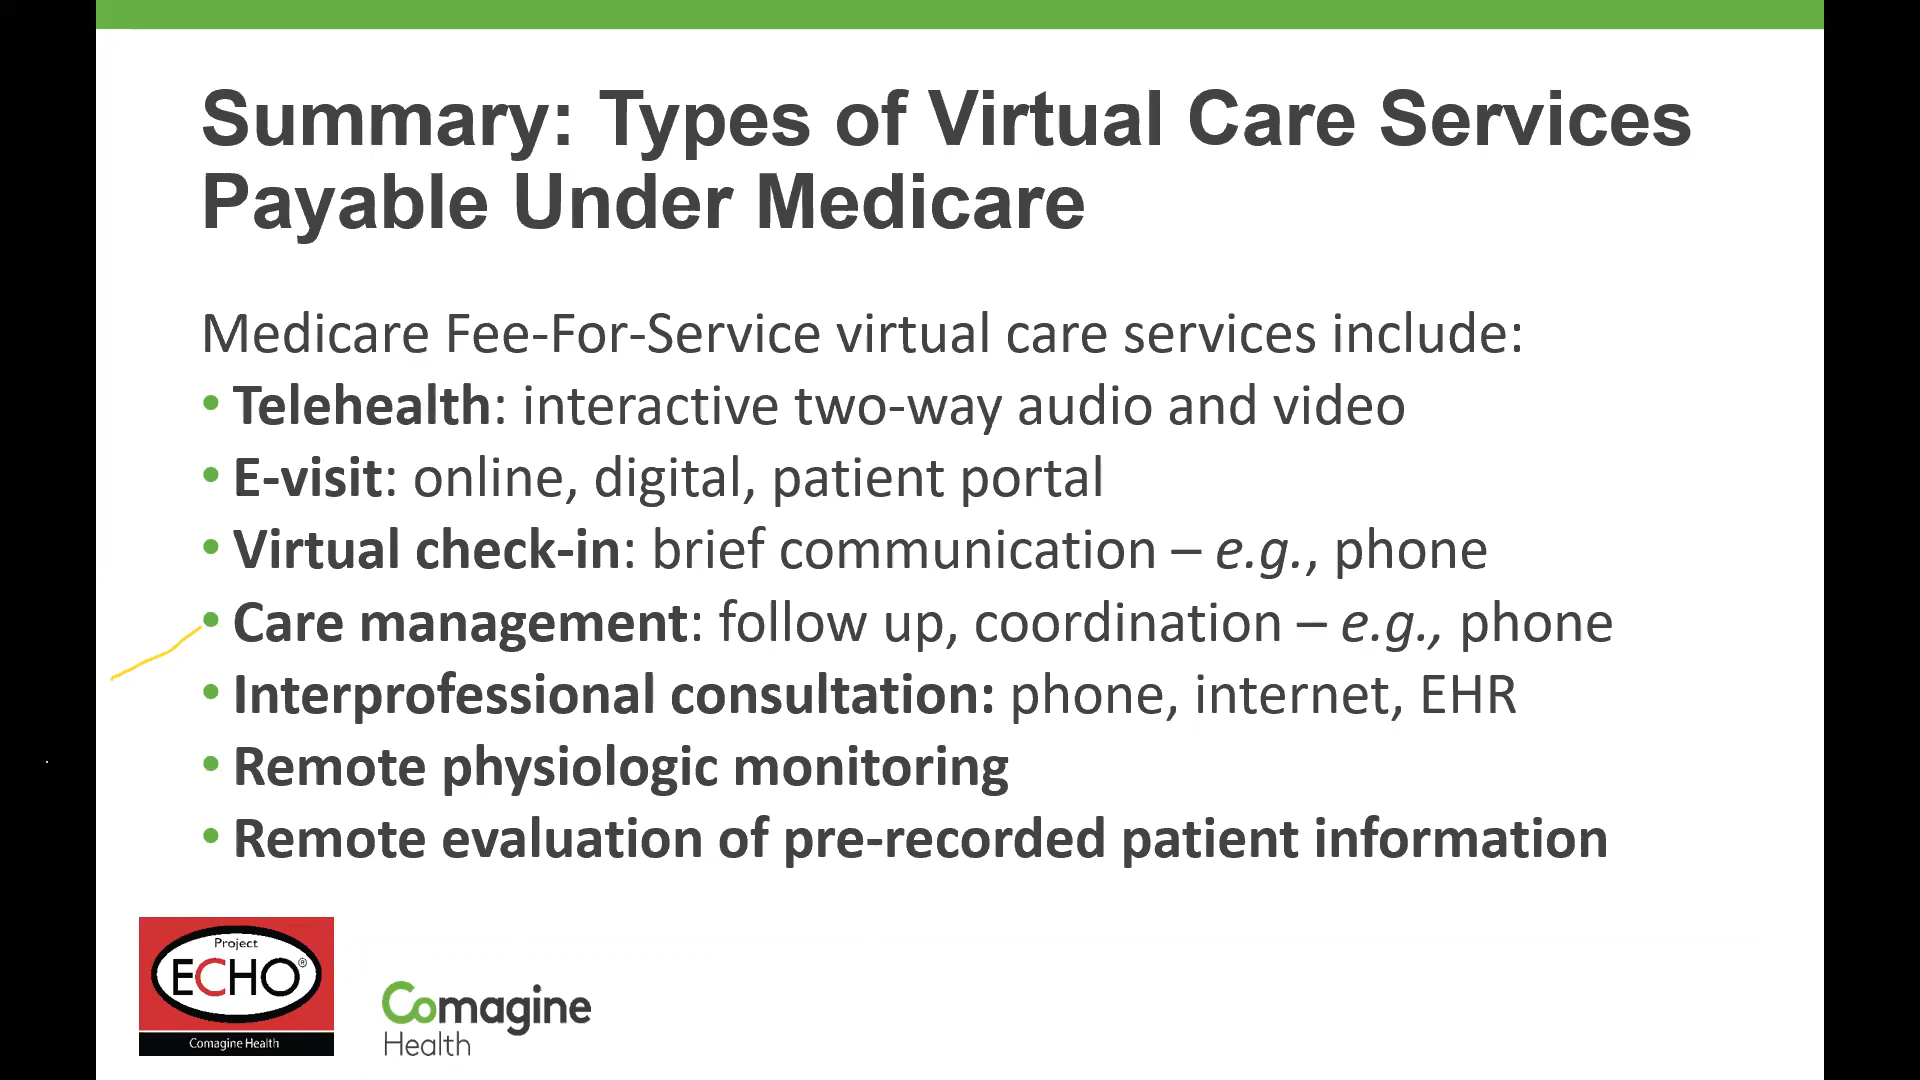 Summary: Types of Virtual Care Services
Payable Under Medicare
Medicare Fee-For-Service virtual care services include:
• Telehealth: interactive two-way audio and video
• E-visit: online, digital, patient portal
• Virtual check-in: brief communication – e.g., phone
• Care management: follow up, coordination – e.g., phone
• Interprofessional consultation: phone, internet, EHR
• Remote physiologic monitoring
• Remote evaluation of pre-recorded patient information
Project
ECHO®
Comagine Health
Comagine
Health